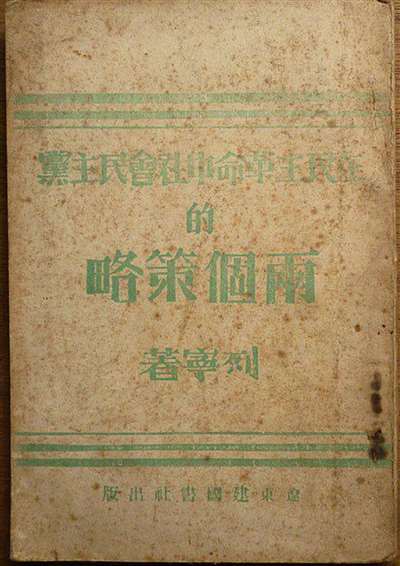 在民主革命中社會民主黨
的
兩個策略
列寧著
遼東建國書社出版